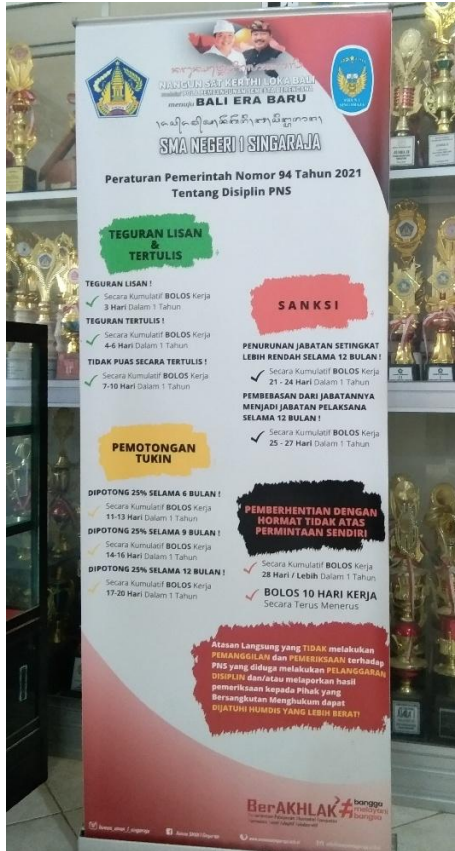 NANGUN SAT KERTHI LOKA BALI
POLA PEMBANGUNAN SEMESTA BERENCANA
menuju BALI ERA BARU
SMA NEGERI 1 SINGARAJA
Peraturan Pemerintah Nomor 94 Tahun 2021
Tentang Disiplin PNS
TEGURAN LISAN
&
TERTULIS
TEGURAN LISAN !
Secara Kumulatif BOLOS Kerja
3 Hari Dalam 1 Tahun
TEGURAN TERTULIS !
Secara Kumulatif BOLOS Kerja
4-6 Hari Dalam 1 Tahun
TIDAK PUAS SECARA TERTULIS !
Secara Kumulatif BOLOS Kerja
7-10 Hari Dalam 1 Tahun
PEMOTONGAN
TUKIN
DIPOTONG 25% SELAMA 6 BULAN !
Secara Kumulatif BOLOS Kerja
11-13 Hari Dalam 1 Tahun
DIPOTONG 25% SELAMA 9 BULAN !
Secara Kumulatif BOLOS Kerja
14-16 Hari Dalam 1 Tahun
DIPOTONG 25% SELAMA 12 BULAN !
Secara Kumulatif BOLOS Kerja
17-20 Hari Dalam 1 Tahun
SANKSI
PENURUNAN JABATAN SETINGKAT
LEBIH RENDAH SELAMA 12 BULAN !
Secara Kumulatif BOLOS Kerja
21 - 24 Hari Dalam 1 Tahun
PEMBEBASAN DARI JABATANNYA
MENJADI JABATAN PELAKSANA
SELAMA 12 BULAN !
Secara Kumulatif BOLOS Kerja
25 - 27 Hari Dalam 1 Tahun
PEMBERHENTIAN DENGAN
HORMAT TIDAK ATAS
PERMINTAAN SENDIRI
Secara Kumulatif BOLOS Kerja
28 Hari / Lebih Dalam 1 Tahun
BOLOS 10 HARI KERJA
Secara Terus Menerus
Atasan Langsung yang TIDAK melakukan
PEMANGGILAN dan PEMERIKSAAN terhadap
PNS yang diduga melakukan PELANGGARAN
DISIPLIN dan/atau melaporkan hasil
pemeriksaan kepada Pihak yang
Bersangkutan Menghukum dapat
DIJATUHI HUMDIS YANG LEBIH BERAT!
BerAKHLAK
# bangga
melayani
bangsa